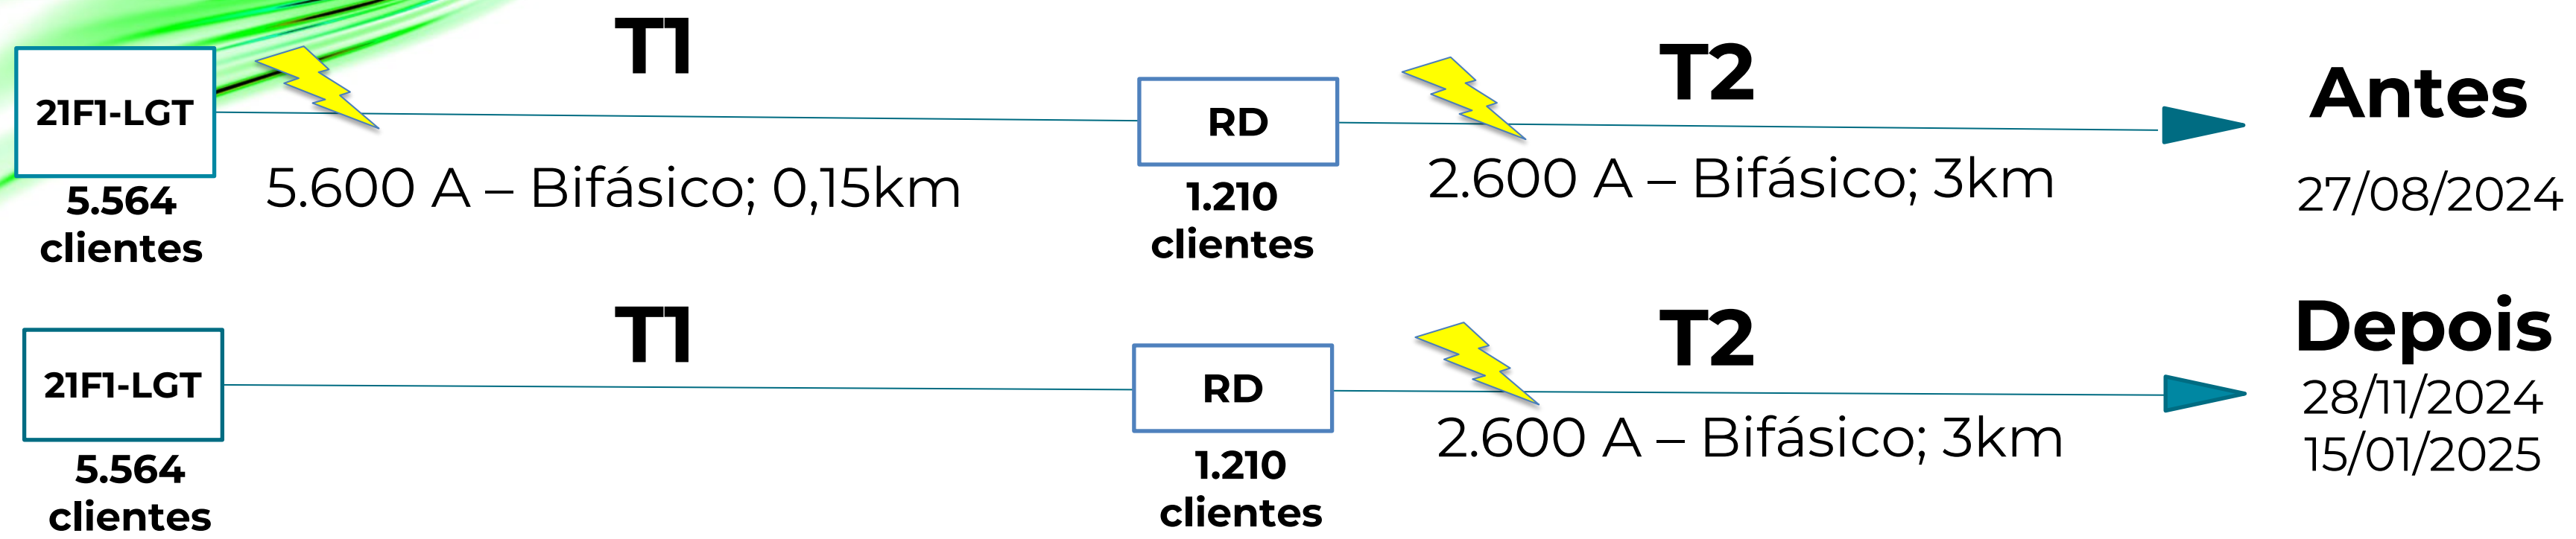 T1
T2
Antes
21F1-LGT
RD
5.600 A – Bifásico; 0,15km
2.600 A – Bifásico; 3km
27/08/2024
5.564
clientes
1.210
clientes
T1
T2
Depois
21F1-LGT
RD
28/11/2024
2.600 A – Bifásico; 3km
15/01/2025
5.564
clientes
1.210
clientes